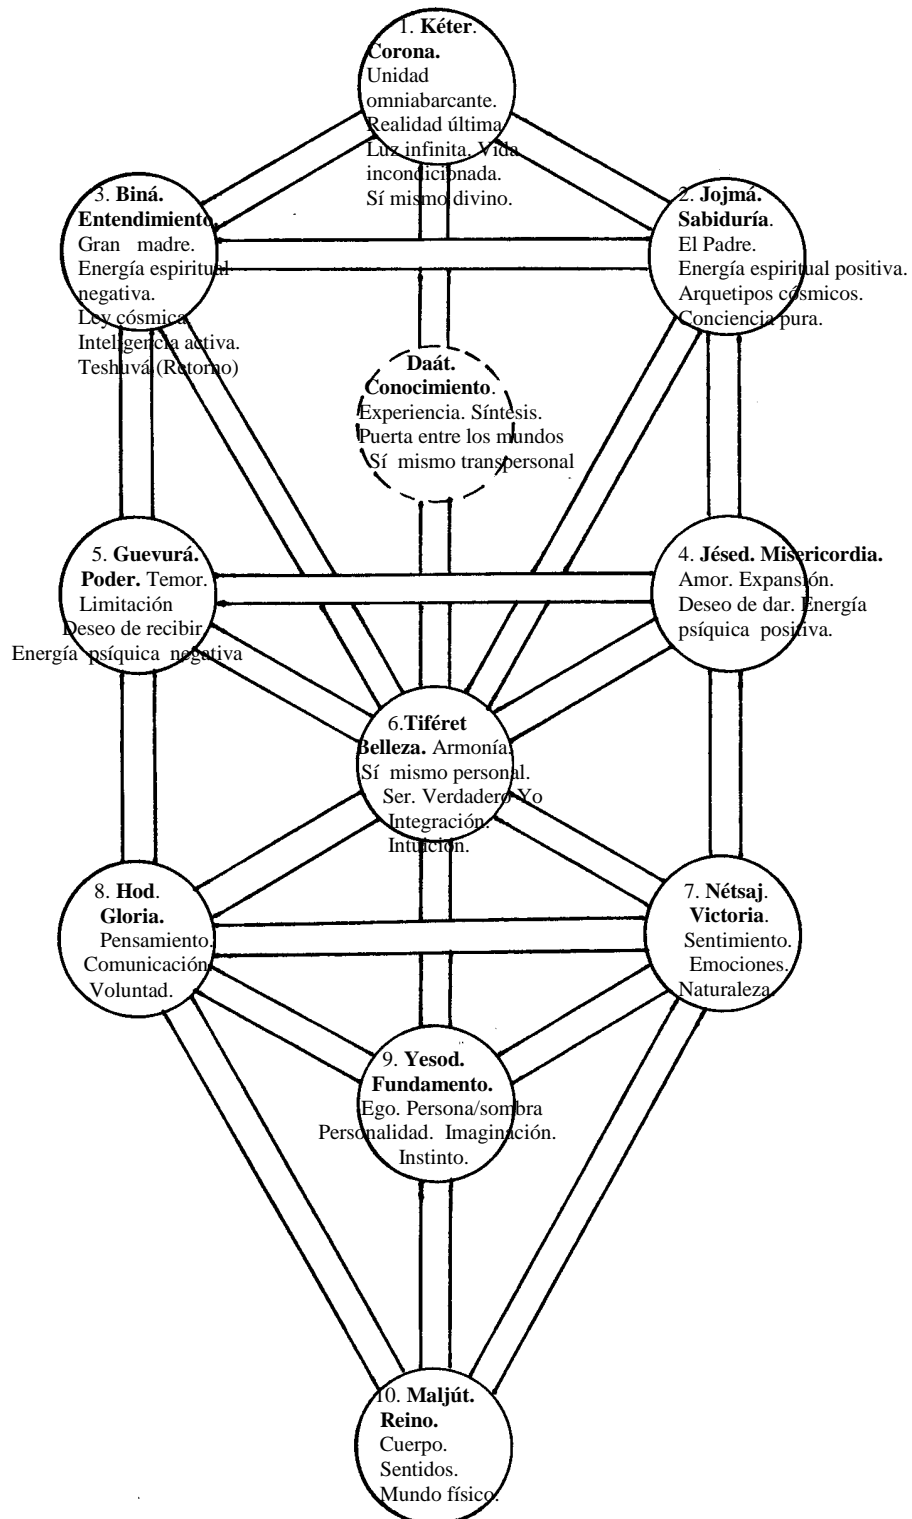 1. Kéter.
Corona.
Unidad
omniabarcante.
Realidad última
Luz infinita. Vida
incondicionada.
Sí mismo divino.
3. Biná.
Entendimiento.
Gran madre.
Energía espiritual
negativa.
Ley cósmica
Inteligencia activa.
Teshuvá (Retorno)
2. Jojmá.
Sabiduría.
El Padre.
Energía espiritual positiva.
Arquetipos cósmicos.
Conciencia pura.
Daát.
Conocimiento.
Experiencia. Síntesis.
Puerta entre los mundos
Sí mismo transpersonal
5. Guevurá.
Poder. Temor.
Limitación
Deseo de recibir
Energía psíquica negativa
4. Jésed. Misericordia.
Amor. Expansión.
Deseo de dar. Energía
psíquica positiva.
6.Tiféret
Belleza. Armonía.
Sí mismo personal.
Ser. Verdadero Yo
Integración.
Intuición.
8. Hod.
Gloria.
Pensamiento.
Comunicación
Voluntad.
7. Nétsaj.
Victoria.
Sentimiento.
Emociones.
Naturaleza.
9. Yesod.
Fundamento.
Ego. Persona/sombra
Personalidad. Imaginación.
Instinto.
10. Maljút.
Reino.
Cuerpo.
Sentidos.
Mundo físico.